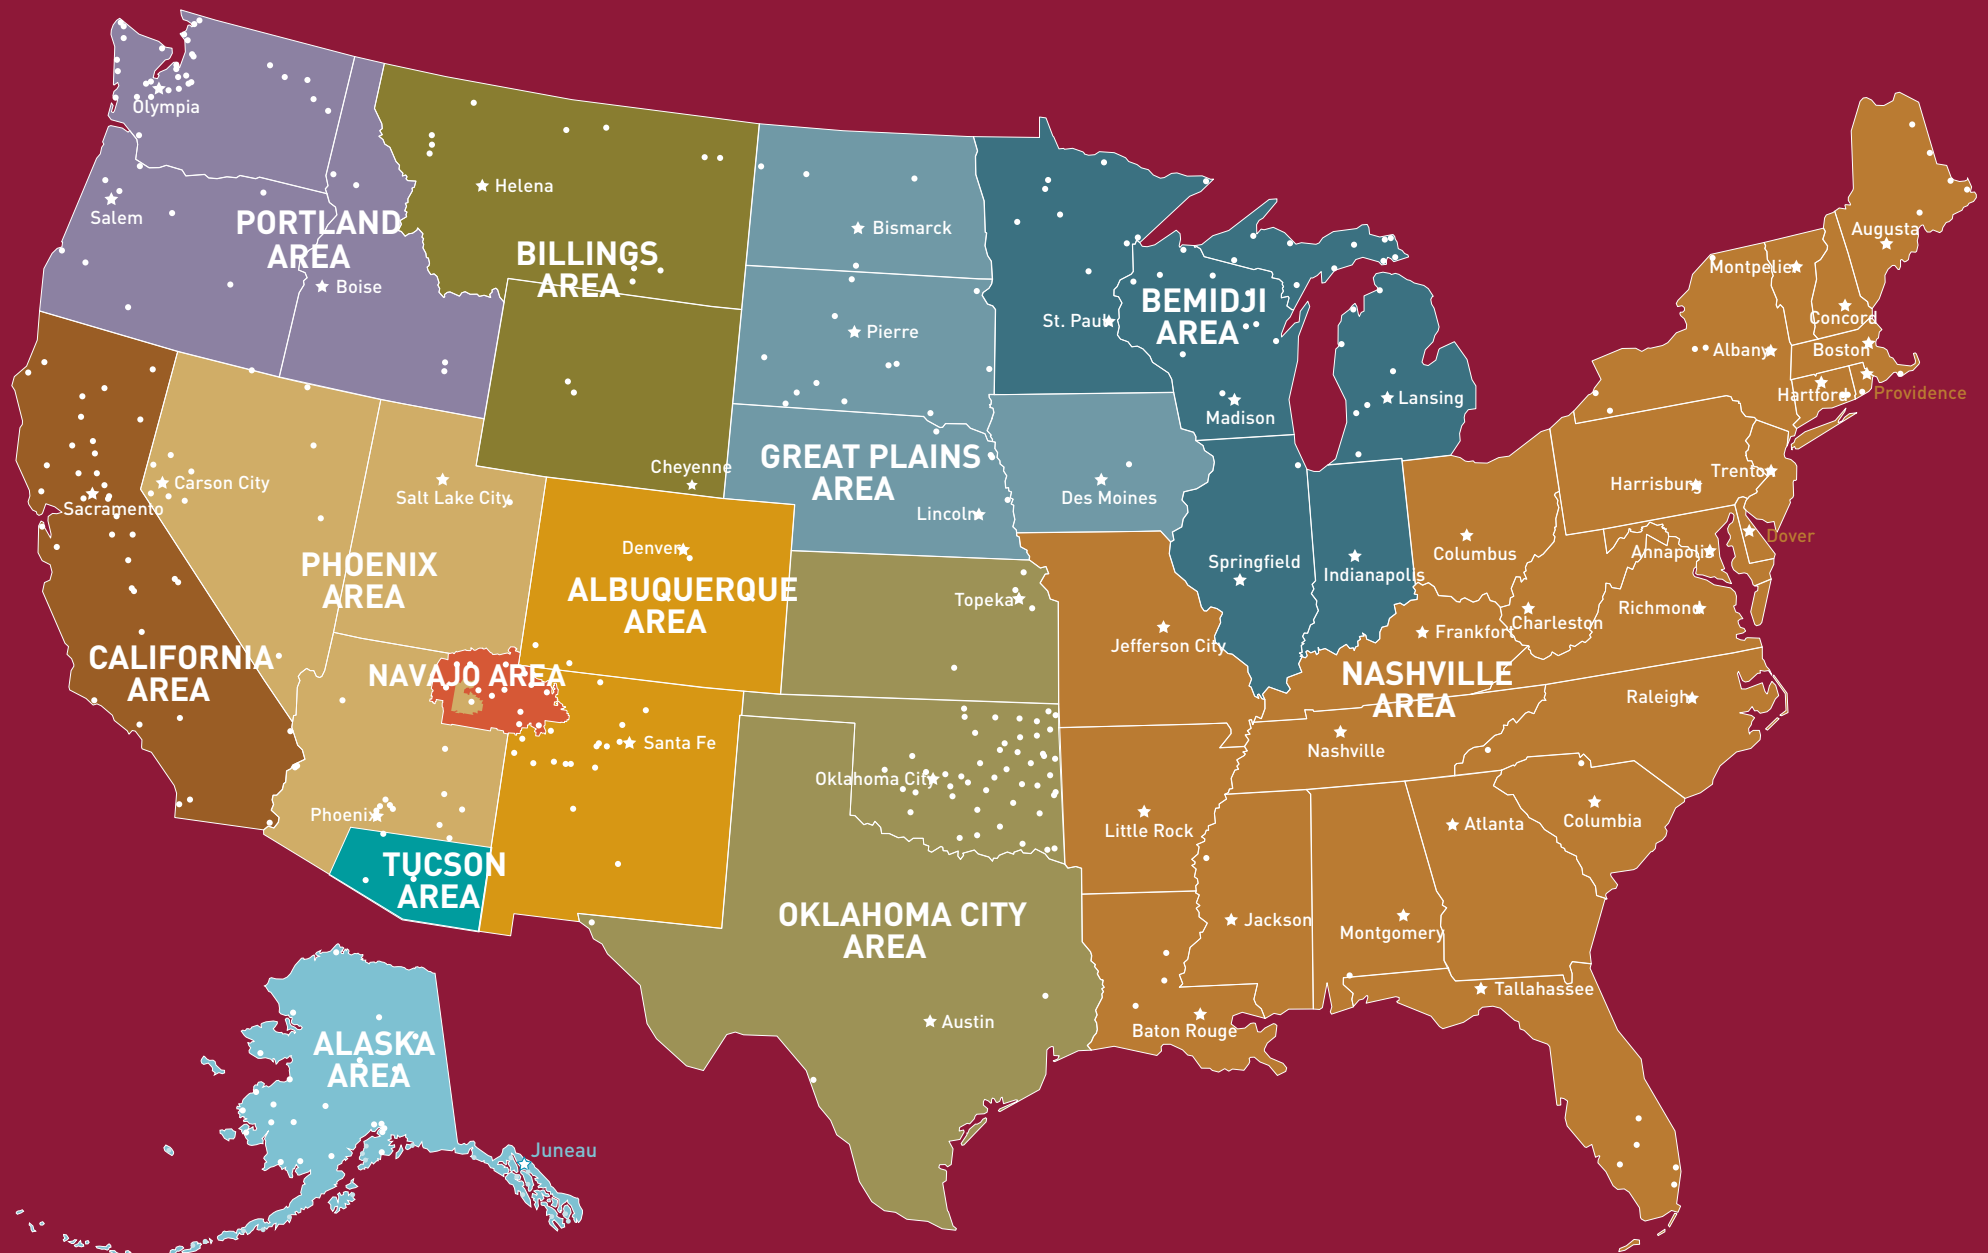 Olympia
Salem
PORTLAND
AREA
Boise
Helena
BILLINGS
AREA
Cheyenne
Bismarck
Pierre
GREAT PLAINS
AREA
Lincoln
Des Moines
St. Paul
BEMIDJI
AREA
Madison
Lansing
Springfield
Indianapolis
Augusta
Montpelier
Concord
Albany
Boston
Hartford
Providence
Trenton
Harrisburg
Dover
Annapolis
Columbus
Richmond
Charleston
Frankfort
NASHVILLE
AREA
Raleigh
Nashville
Columbia
Atlanta
Jefferson City
Little Rock
Jackson
Montgomery
Tallahassee
Baton Rouge
Sacramento
Carson City
Salt Lake City
PHOENIX
AREA
CALIFORNIA
AREA
NAVAJO AREA
Phoenix
TUCSON
AREA
Denver
ALBUQUERQUE
AREA
Santa Fe
Topeka
Oklahoma City
OKLAHOMA CITY
AREA
Austin
ALASKA
AREA
Juneau